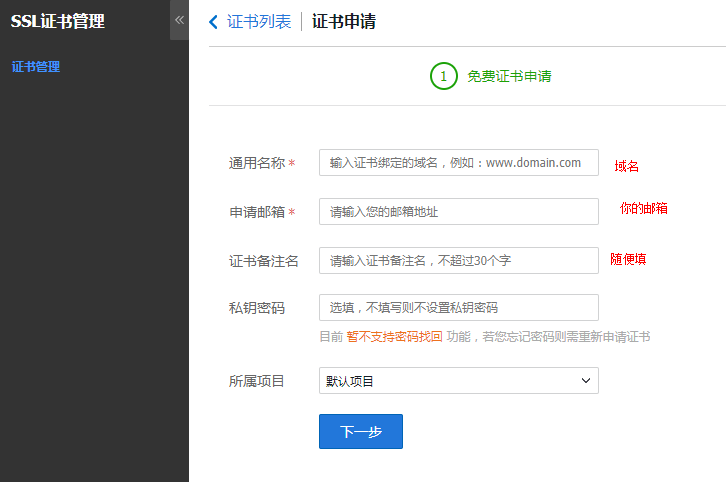 SSL证书管理
«
证书管理
证书列表 | 证书申请
1 免费证书申请
通用名称 * 输入证书绑定的域名，例如：www.domain.com 域名
申请邮箱 * 请输入您的邮箱地址 你的邮箱
证书备注名 请输入证书备注名，不超过30个字 随便填
私钥密码 选填，不填写则不设置私钥密码
目前 暂不支持密码找回 功能，若您忘记密码则需重新申请证书
所属项目 默认项目
下一步